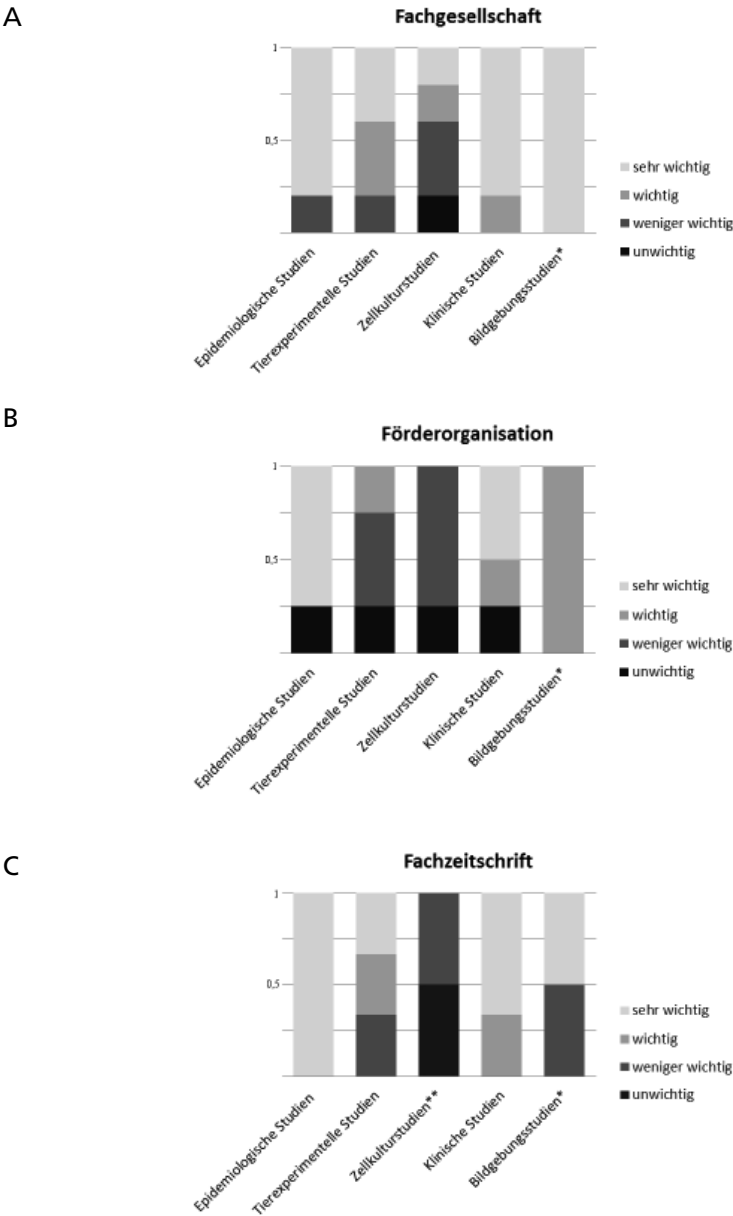 A
Fachgesellschaft
1
0,5
sehr wichtig
wichtig
weniger wichtig
unwichtig
Epidemiologische Studien
Tierexperimentelle Studien
Zellkulturstudien
Klinische Studien
Bildgebungsstudien*
B
Förderorganisation
1
0,5
sehr wichtig
wichtig
weniger wichtig
unwichtig
Epidemiologische Studien
Tierexperimentelle Studien
Zellkulturstudien
Klinische Studien
Bildgebungsstudien*
C
Fachzeitschrift
1
0,5
sehr wichtig
wichtig
weniger wichtig
unwichtig
Epidemiologische Studien
Tierexperimentelle Studien
Zellkulturstudien**
Klinische Studien
Bildgebungsstudien*